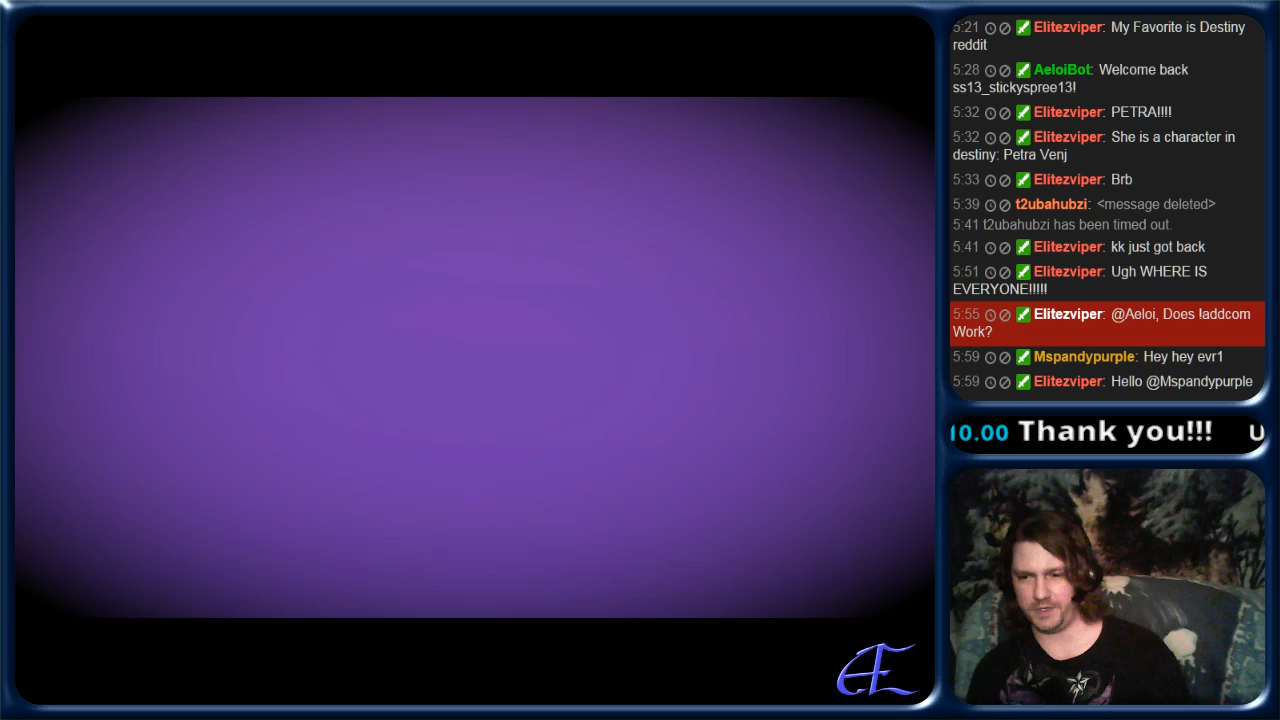 5:21 Elitezviper: My Favorite is Destiny
reddit
5:28 AeloiBot: Welcome back
ss13_stickyspree13!
5:32 Elitezviper: PETRA!!!!
5:32 Elitezviper: She is a character in
destiny: Petra Venj
5:33 Elitezviper: Brb
5:39 t2ubahubzi: <message deleted>
5:41 t2ubahubzi has been timed out.
5:41 Elitezviper: kk just got back
5:51 Elitezviper: Ugh WHERE IS
EVERYONE!!!!!
5:55 Elitezviper: @Aeloi, Does !addcom
Work?
5:59 Mspandypurple: Hey hey evr1
5:59 Elitezviper: Hello @Mspandypurple
10.00 Thank you!!! U